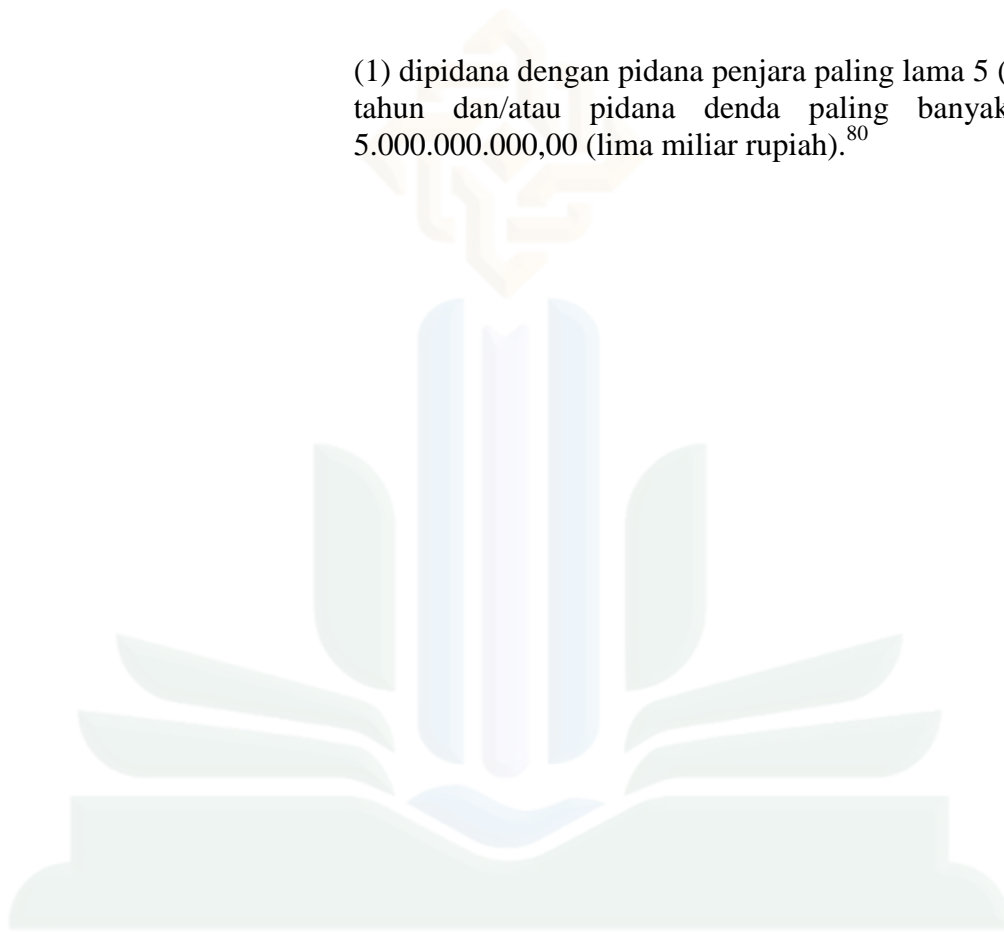 (1) dipidana dengan pidana penjara paling lama 5 (
tahun dan/atau pidana denda paling banyak
5.000.000.000,00 (lima miliar rupiah).80